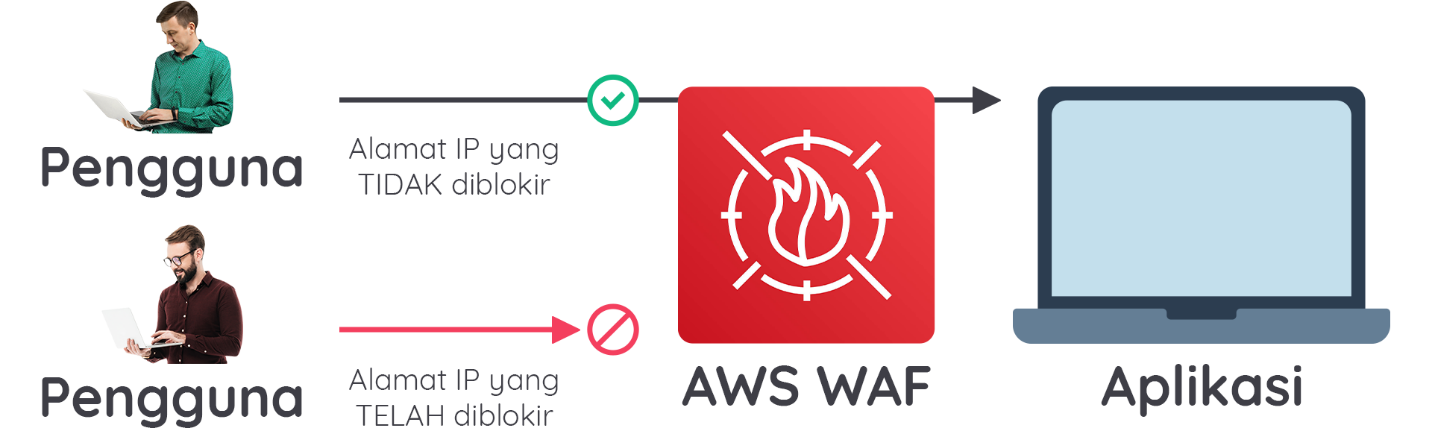 Pengguna
Alamat IP yang
TIDAK diblokir
Pengguna
Alamat IP yang
TELAH diblokir
AWS WAF
Aplikasi